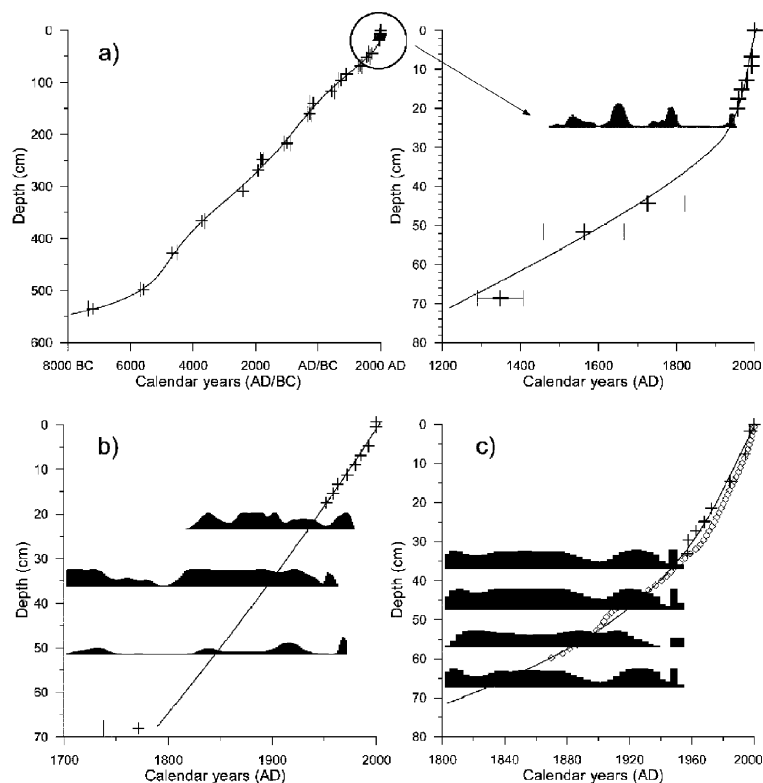 a)
0
100
200
300
400
500
600
Depth (cm)
8000 BC 6000 4000 2000 AD/BC 2000 AD
Calendar years (AD/BC)
0
10
20
30
40
50
60
70
80
Depth (cm)
1200 1400 1600 1800 2000
Calendar years (AD)
b)
0
10
20
30
40
50
60
70
Depth (cm)
1700 1800 1900 2000
Calendar years (AD)
c)
0
10
20
30
40
50
60
70
80
Depth (cm)
1800 1840 1880 1920 1960 2000
Calendar years (AD)